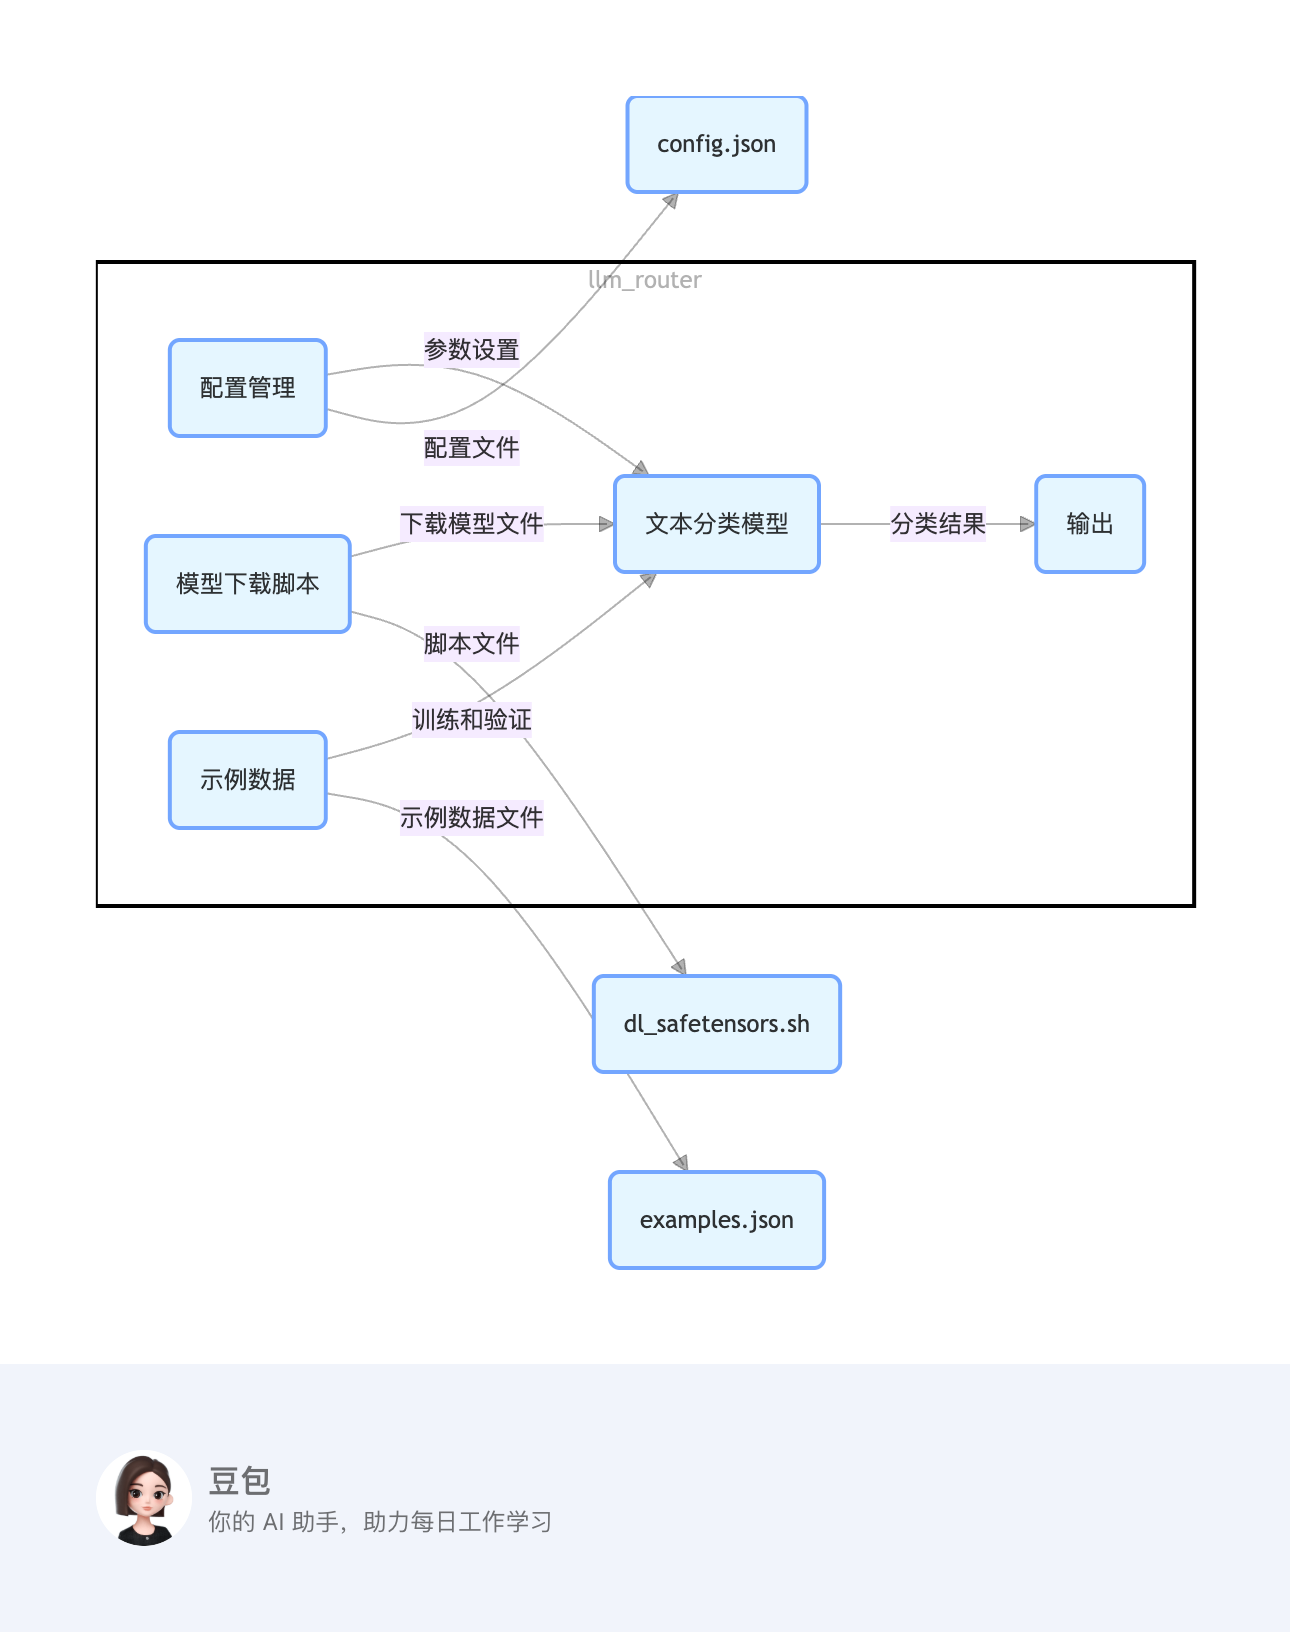 config.json
llm_router
配置管理
参数设置
配置文件
下载模型文件
文本分类模型
分类结果
输出
模型下载脚本
脚本文件
训练和验证
示例数据
示例数据文件
dl_safetensors.sh
examples.json
豆包
你的 AI 助手，助力每日工作学习